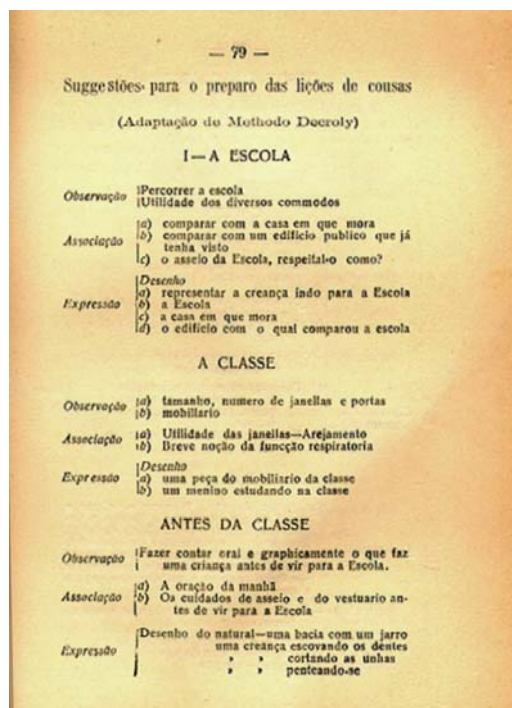 — 79 —
Suggestões para o preparo das lições de cousas
(Adaptação do Methodo Decroly)
I—A ESCOLA
Observação Percorrer a escola
Utilidade dos diversos commodos
Associação a) comparar com a casa em que mora
b) comparar com um edificio publico que já
tenha visto
c) o asseio da Escola, respeital-o como?
Expressão Desenho
a) representar a creança indo para a Escola
b) a Escola
c) a casa em que mora
d) o edificio com o qual comparou a escola
A CLASSE
Observação a) tamanho, numero de janellas e portas
b) mobiliario
Associação a) Utilidade das janellas—Arejamento
b) Breve noção da funcção respiratoria
Expressão Desenho
a) uma peça do mobiliario da classe
b) um menino estudando na classe
ANTES DA CLASSE
Observação Fazer contar oral e graphicamente o que faz
uma criança antes de vir para a Escola.
Associação a) A oração da manhã
b) Os cuidados de asseio e do vestuario an-
tes de vir para a Escola
Expressão Desenho do natural—uma bacia com um jarro
uma creança escovando os dentes
» » cortando as unhas
» » penteando-se